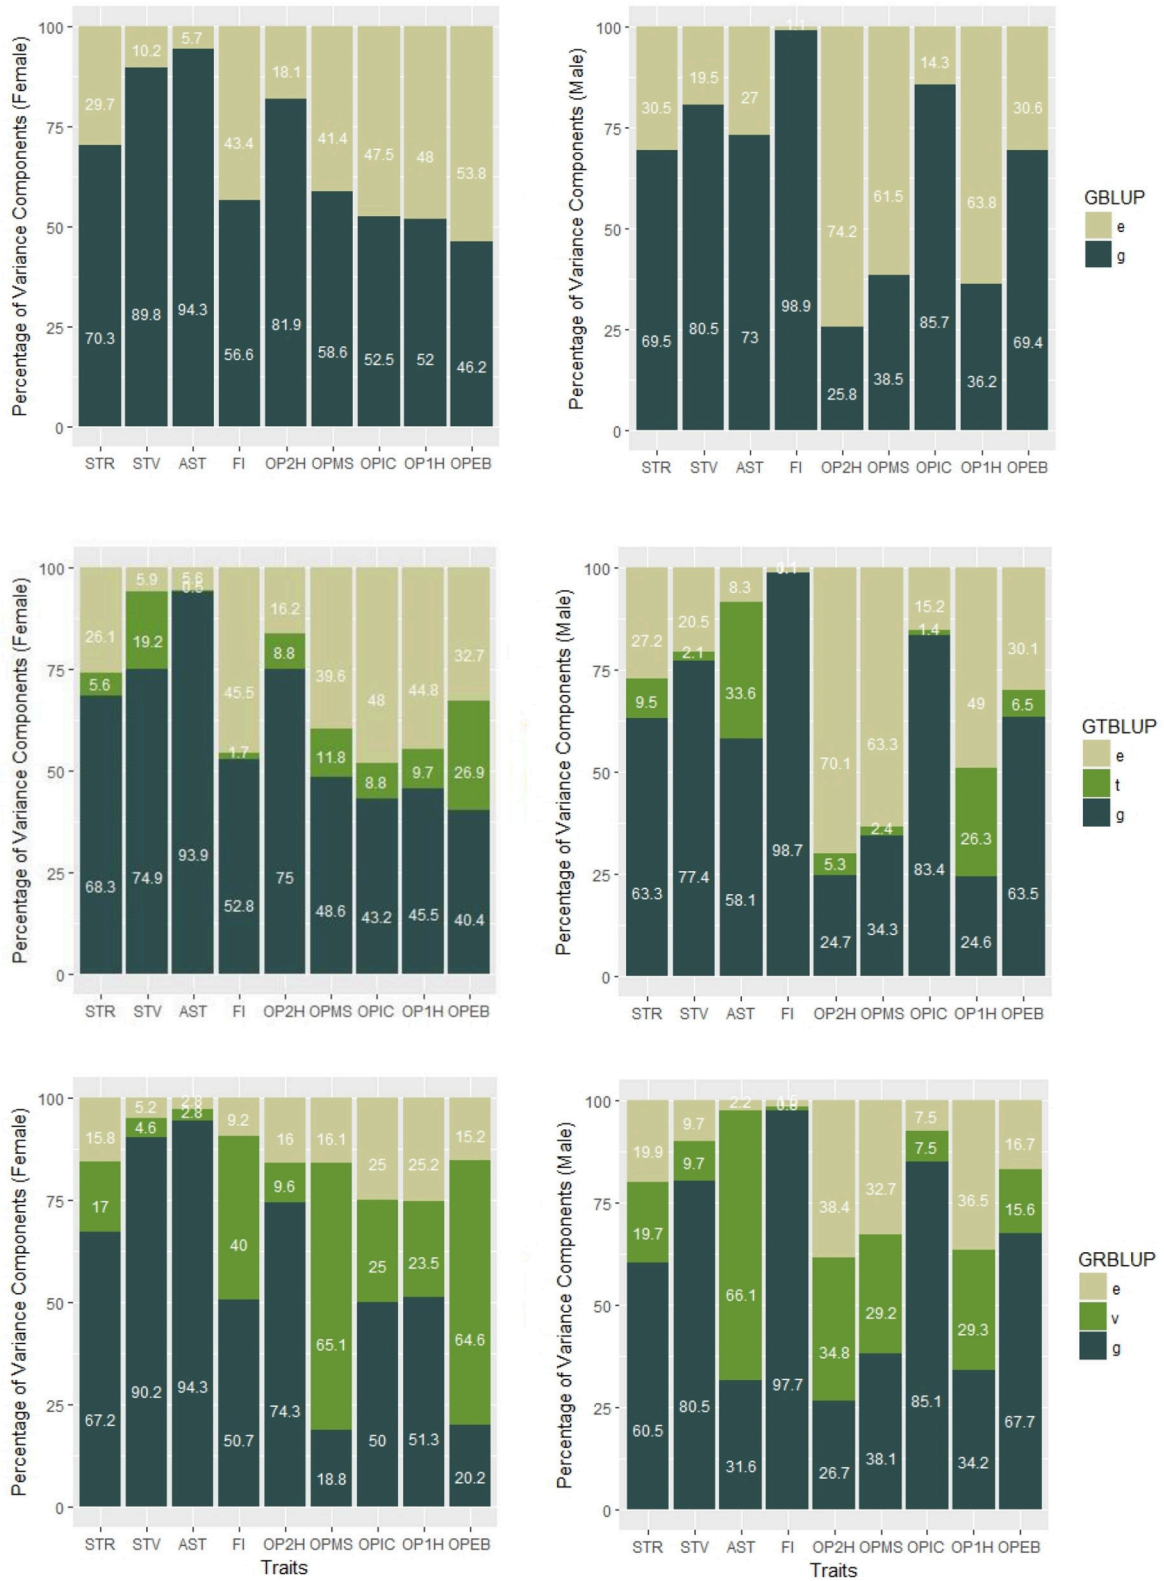 Percentage of Variance Components (Female)
100
75
50
25
0
29.7 10.2 5.7 43.4 18.1 41.4 47.5 48 53.8
70.3 89.8 94.3 56.6 81.9 58.6 52.5 52 46.2
STR STV AST FI OP2H OPMS OPIC OP1H OPEB
Percentage of Variance Components (Male)
100
75
50
25
0
30.5 19.5 27 1.1 74.2 61.5 14.3 63.8 30.6
69.5 80.5 73 98.9 25.8 38.5 85.7 36.2 69.4
STR STV AST FI OP2H OPMS OPIC OP1H OPEB
GBLUP
e
g
Percentage of Variance Components (Female)
100
75
50
25
0
26.1 5.9 5.6 45.5 16.2 39.6 48 44.8 32.7
5.6 19.2 0.5 1.7 8.8 11.8 8.8 9.7 26.9
68.3 74.9 93.9 52.8 75 48.6 43.2 45.5 40.4
STR STV AST FI OP2H OPMS OPIC OP1H OPEB
Percentage of Variance Components (Male)
100
75
50
25
0
27.2 20.5 8.3 70.1 63.3 15.2 49 30.1
9.5 2.1 33.6 5.3 2.4 1.4 26.3 6.5
63.3 77.4 58.1 98.7 24.7 34.3 83.4 24.6 63.5
STR STV AST FI OP2H OPMS OPIC OP1H OPEB
GTBLUP
e
t
g
Percentage of Variance Components (Female)
100
75
50
25
0
15.8 5.2 2.8 9.2 16 16.1 25 25.2 15.2
17 4.6 2.8 40 9.6 65.1 25 23.5 64.6
67.2 90.2 94.3 50.7 74.3 18.8 50 51.3 20.2
STR STV AST FI OP2H OPMS OPIC OP1H OPEB
Traits
Percentage of Variance Components (Male)
100
75
50
25
0
19.9 9.7 2.2 38.4 32.7 7.5 36.5 16.7
19.7 9.7 66.1 34.8 29.2 7.5 29.3 15.6
60.5 80.5 31.6 97.7 26.7 38.1 85.1 34.2 67.7
STR STV AST FI OP2H OPMS OPIC OP1H OPEB
Traits
GRBLUP
e
v
g